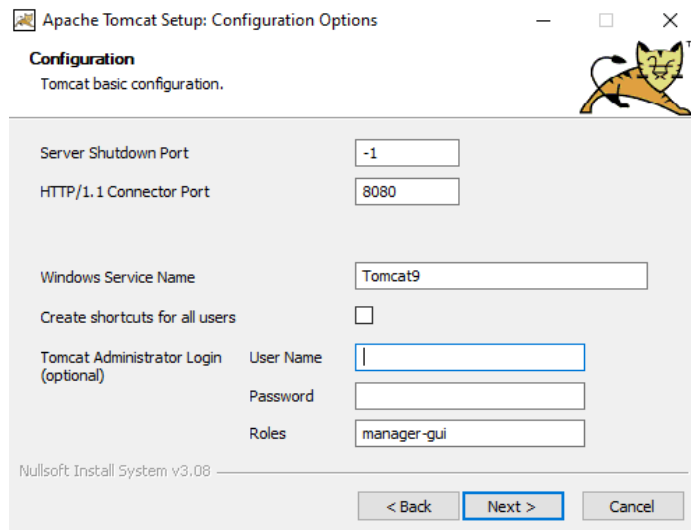 Apache Tomcat Setup: Configuration Options
Configuration
Tomcat basic configuration.
TM
Server Shutdown Port -1
HTTP/1.1 Connector Port 8080
Windows Service Name Tomcat9
Create shortcuts for all users
Tomcat Administrator Login User Name
(optional)
Password
Roles manager-gui
Nullsoft Install System v3.08
< Back Next > Cancel